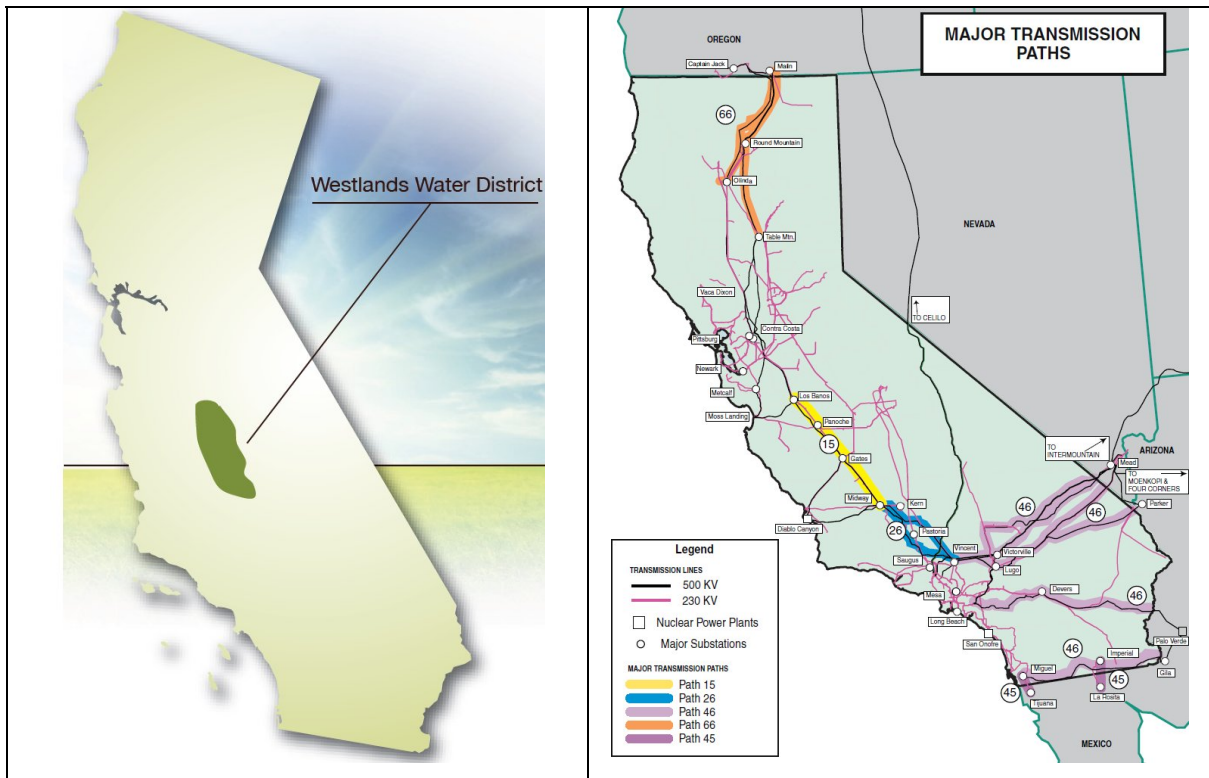 Westlands Water District
MAJOR TRANSMISSION
PATHS
OREGON
Captain Jack
Malin
66
Round Mountain
Olinda
Table Mtn.
NEVADA
Vaca Dixon
TO CELILO
Contra Costa
Pittsburg
Newark
Metcalf
Los Banos
Moss Landing
Panoche
15
Gates
TO
INTERMOUNTAIN
ARIZONA
Mead
TO
MOENKOPI &
FOUR CORNERS
Midway
Kern
46
46
Parker
Diablo Canyon
26
Pastoria
Vincent
Victorville
Saugus
Lugo
Mesa
Devers
46
Long Beach
San Onofre
Palo Verde
46
Imperial
Miguel
Gila
45
Tijuana
45
La Rosita
MEXICO
Legend
TRANSMISSION LINES
500 KV
230 KV
Nuclear Power Plants
Major Substations
MAJOR TRANSMISSION PATHS
Path 15
Path 26
Path 46
Path 66
Path 45